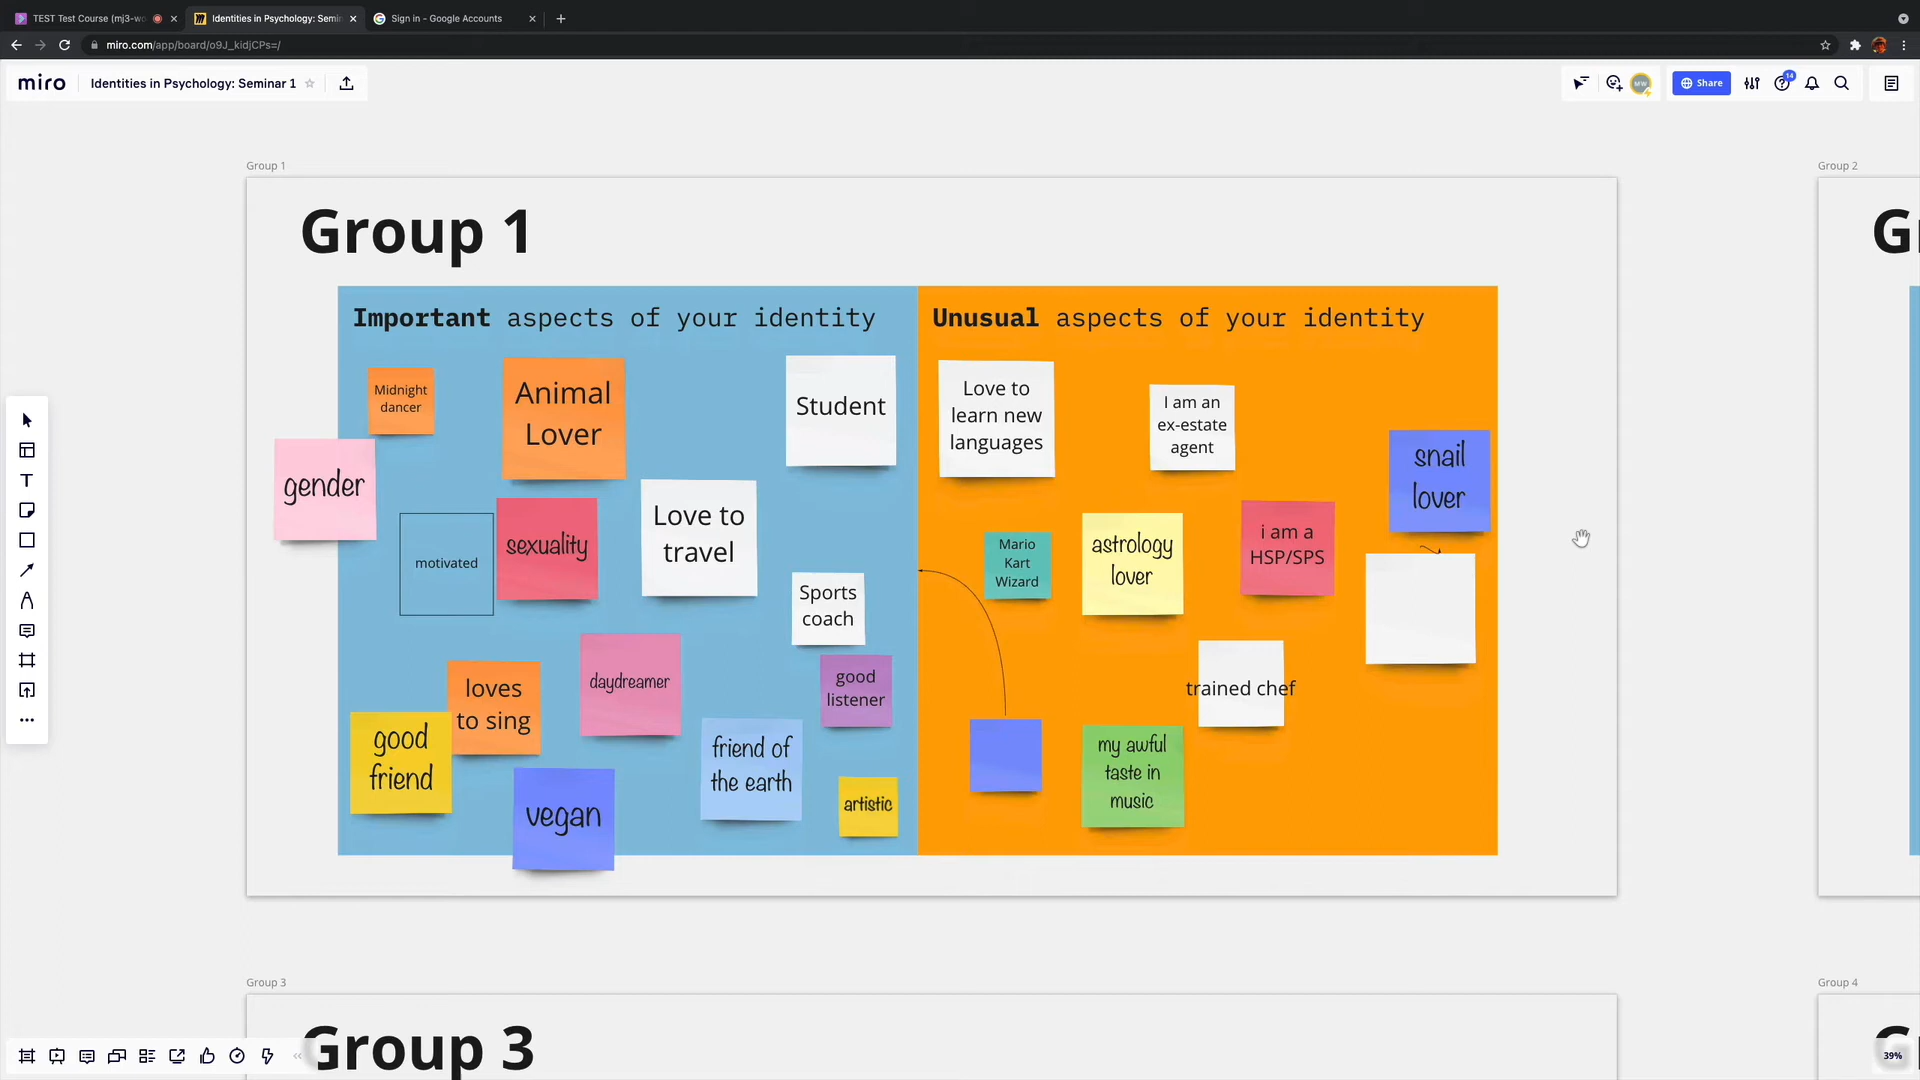 TEST Test Course (mj3-wo
Identities in Psychology: Semin
Sign in - Google Accounts
miro.com/app/board/o9J_kidjCPs=/
miro
Identities in Psychology: Seminar 1
MW
Share
14
Group 1
Group 2
Group 1
G
Important aspects of your identity
Unusual aspects of your identity
Midnight
dancer
Animal
Lover
Student
gender
motivated
sexuality
Love to
travel
Sports
coach
loves
to sing
daydreamer
good
listener
good
friend
friend of
the earth
vegan
artistic
Love to
learn new
languages
I am an
ex-estate
agent
snail
lover
Mario
Kart
Wizard
astrology
lover
i am a
HSP/SPS
trained chef
my awful
taste in
music
Group 3
Group 4
Group 3
39%